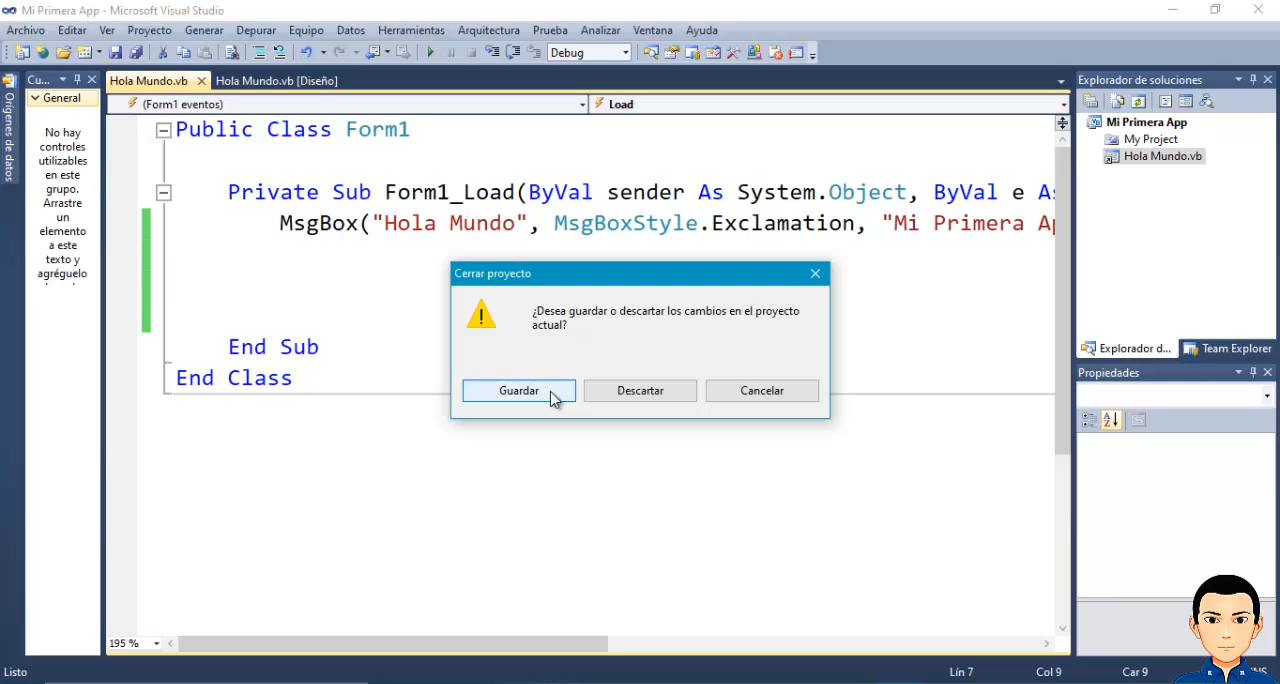 Mi Primera App - Microsoft Visual Studio
Archivo Editar Ver Proyecto Generar Depurar Equipo Datos Herramientas Arquitectura Prueba Analizar Ventana Ayuda
Debug
Orígenes de datos
Cu...
General
No hay
controles
utilizables
en este
grupo.
Arrastre
un
elemento
a este
texto y
agréguelo
Hola Mundo.vb
Hola Mundo.vb [Diseño]
(Form1 eventos)
Load
Public Class Form1
Private Sub Form1_Load(ByVal sender As System.Object, ByVal e As
MsgBox("Hola Mundo", MsgBoxStyle.Exclamation, "Mi Primera Ap
End Sub
End Class
Cerrar proyecto
¿Desea guardar o descartar los cambios en el proyecto
actual?
Guardar
Descartar
Cancelar
195 %
Explorador de soluciones
Mi Primera App
My Project
Hola Mundo.vb
Explorador d...
Team Explorer
Propiedades
Listo
Lín 7
Col 9
Car 9